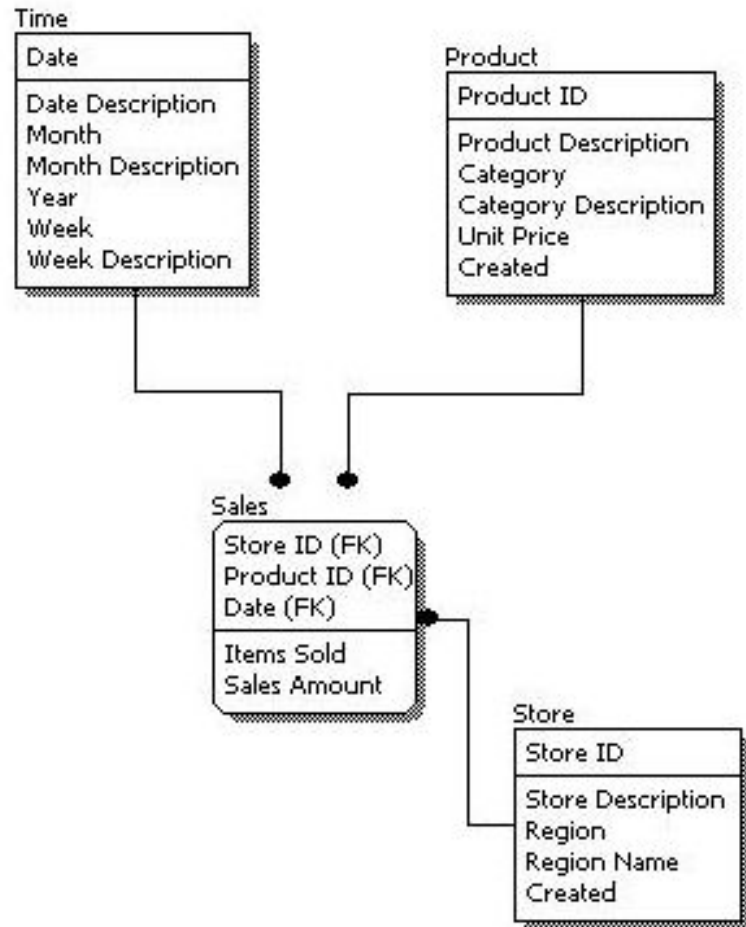 Time
Date
Date Description
Month
Month Description
Year
Week
Week Description
Product
Product ID
Product Description
Category
Category Description
Unit Price
Created
Sales
Store ID (FK)
Product ID (FK)
Date (FK)
Items Sold
Sales Amount
Store
Store ID
Store Description
Region
Region Name
Created